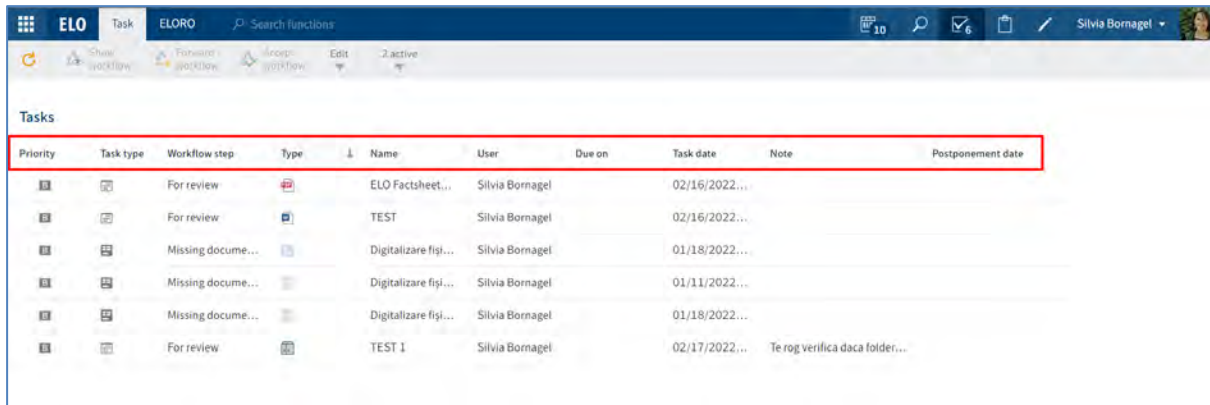 ELO Task ELORO Search functions 10 6 Silvia Bornagel
Show workflow Forward workflow Accept workflow Edit 2 active
Tasks
Priority Task type Workflow step Type ↓ Name User Due on Task date Note Postponement date
For review ELO Factsheet... Silvia Bornagel 02/16/2022...
For review TEST Silvia Bornagel 02/16/2022...
Missing docume... Digitalizare fiși... Silvia Bornagel 01/18/2022...
Missing docume... Digitalizare fiși... Silvia Bornagel 01/11/2022...
Missing docume... Digitalizare fiși... Silvia Bornagel 01/18/2022...
For review TEST 1 Silvia Bornagel 02/17/2022... Te rog verifica daca folder...